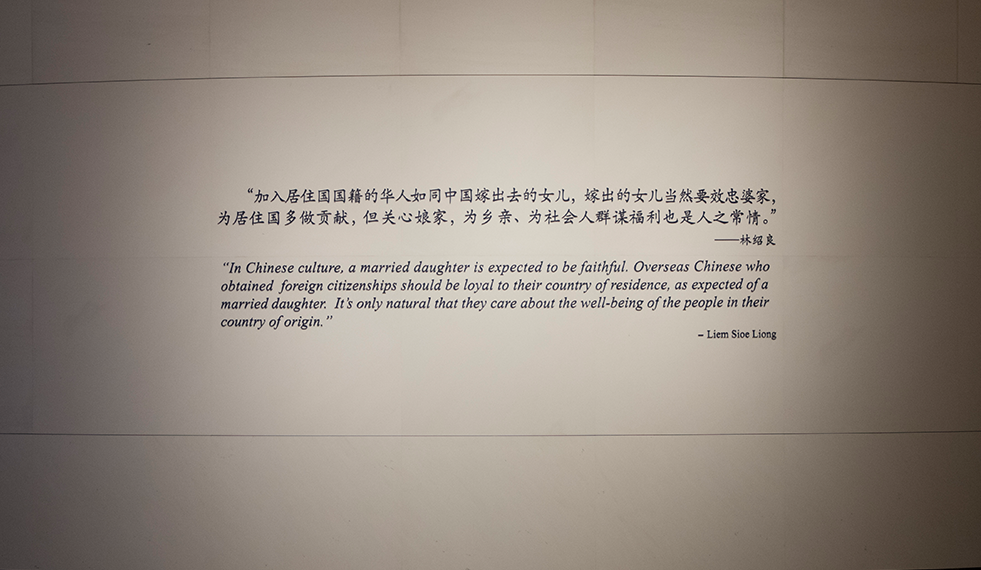 “加入居住国国籍的华人如同中国嫁出去的女儿，嫁出的女儿当然要效忠婆家，
为居住国多做贡献，但关心娘家，为乡亲、为社会人群谋福利也是人之常情。”
——林绍良
“In Chinese culture, a married daughter is expected to be faithful. Overseas Chinese who
obtained foreign citizenships should be loyal to their country of residence, as expected of a
married daughter. It's only natural that they care about the well-being of the people in their
country of origin.”
– Liem Sioe Liong